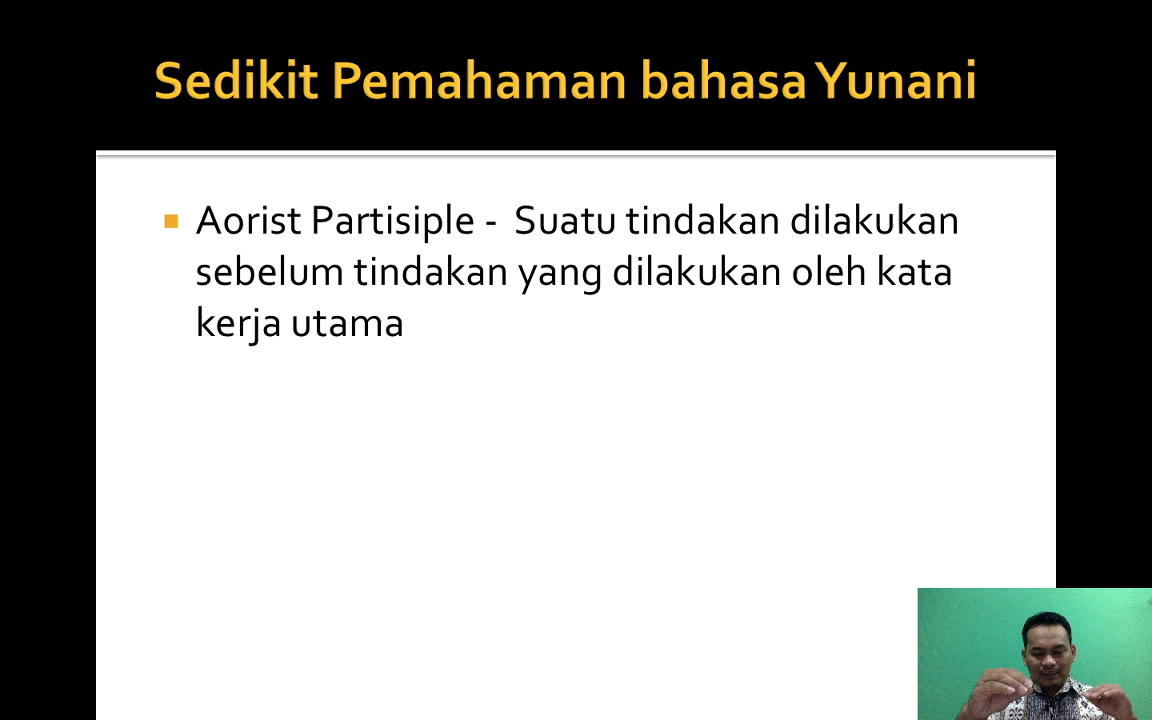 Sedikit Pemahaman bahasa Yunani
Aorist Partisiple - Suatu tindakan dilakukan
sebelum tindakan yang dilakukan oleh kata
kerja utama